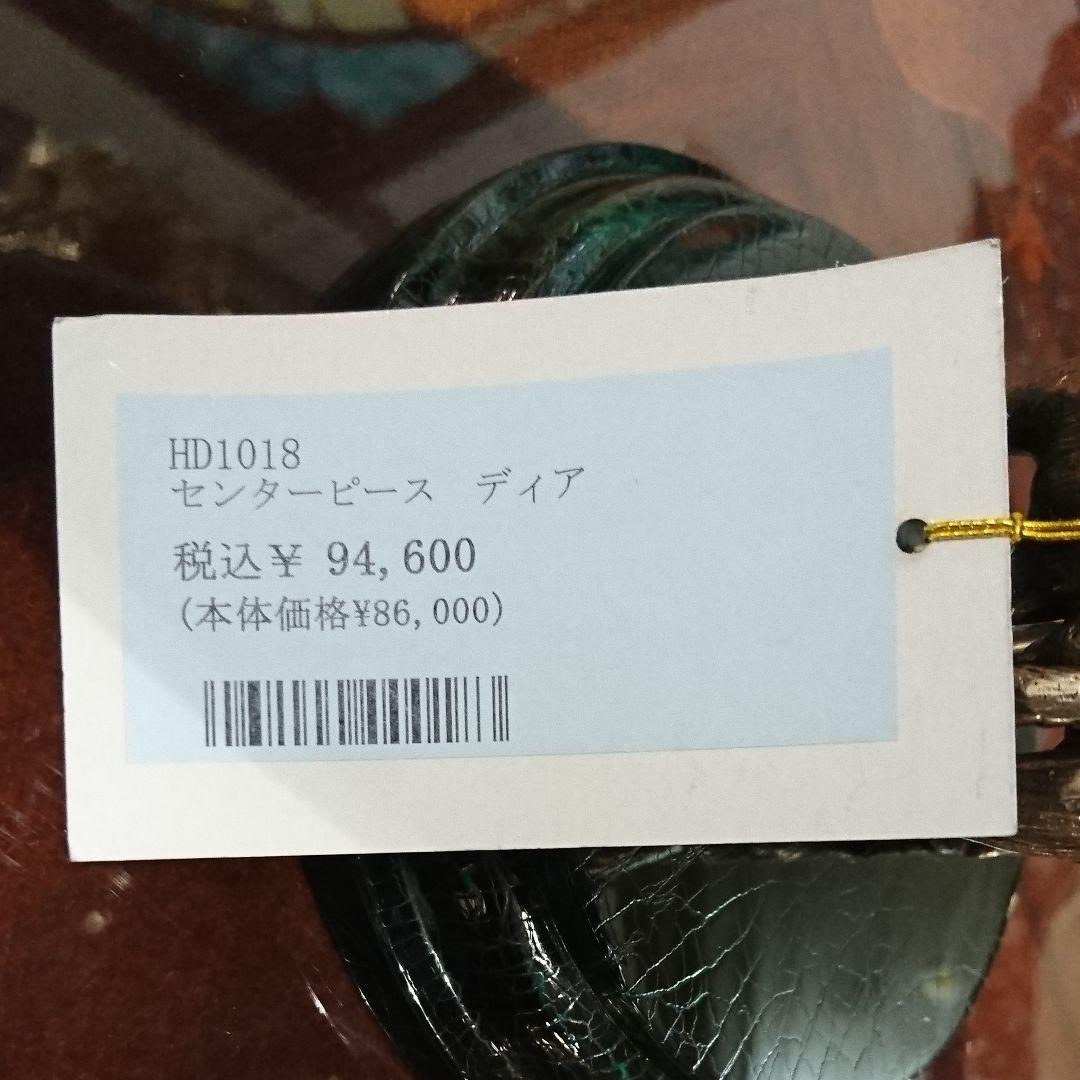 HD1018
センターピース　ディア
税込¥ 94,600
(本体価格¥86,000)